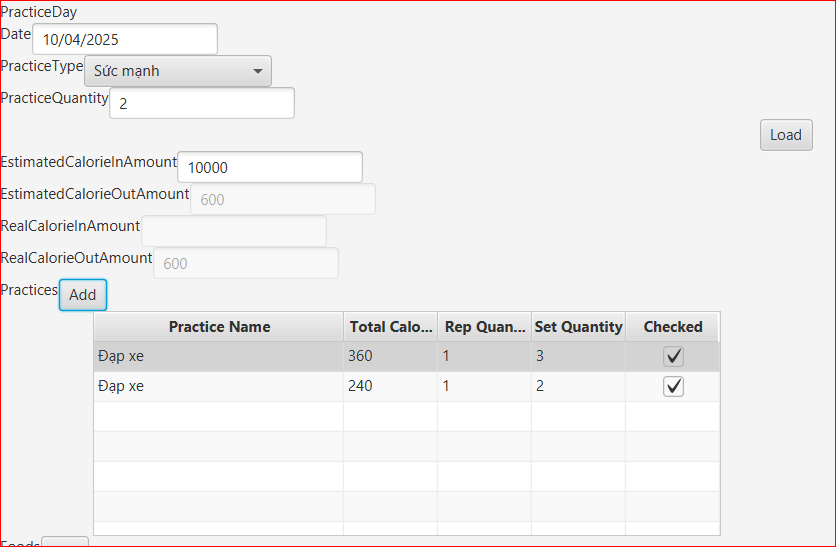 PracticeDay
Date 10/04/2025
PracticeType Sức mạnh
PracticeQuantity 2
Load
EstimatedCalorieInAmount 10000
EstimatedCalorieOutAmount 600
RealCalorieInAmount
RealCalorieOutAmount 600
Practices Add
Practice Name Total Calo... Rep Quan... Set Quantity Checked
Đạp xe 360 1 3
Đạp xe 240 1 2
Foods